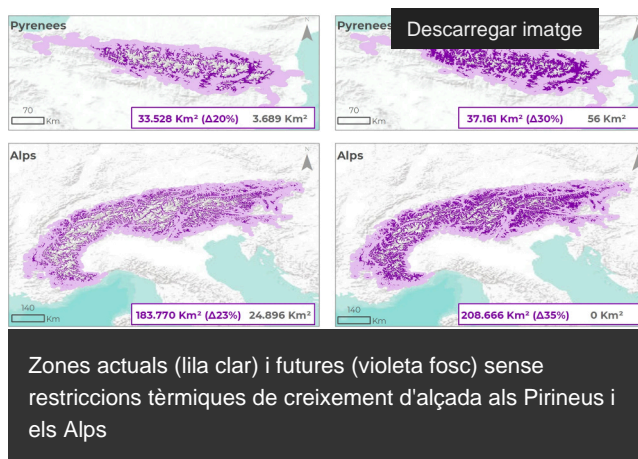 Pyrenees
70
Km
33.528 Km² (Δ20%) 3.689 Km²
Pyrenees
Descarregar imatge
70
Km
37.161 Km² (Δ30%) 56 Km²
Alps
N
140
Km
183.770 Km² (Δ23%) 24.896 Km²
Alps
N
140
Km
208.666 Km² (Δ35%) 0 Km²
Zones actuals (lila clar) i futures (violeta fosc) sense
restriccions tèrmiques de creixement d'alçada als Pirineus i
els Alps